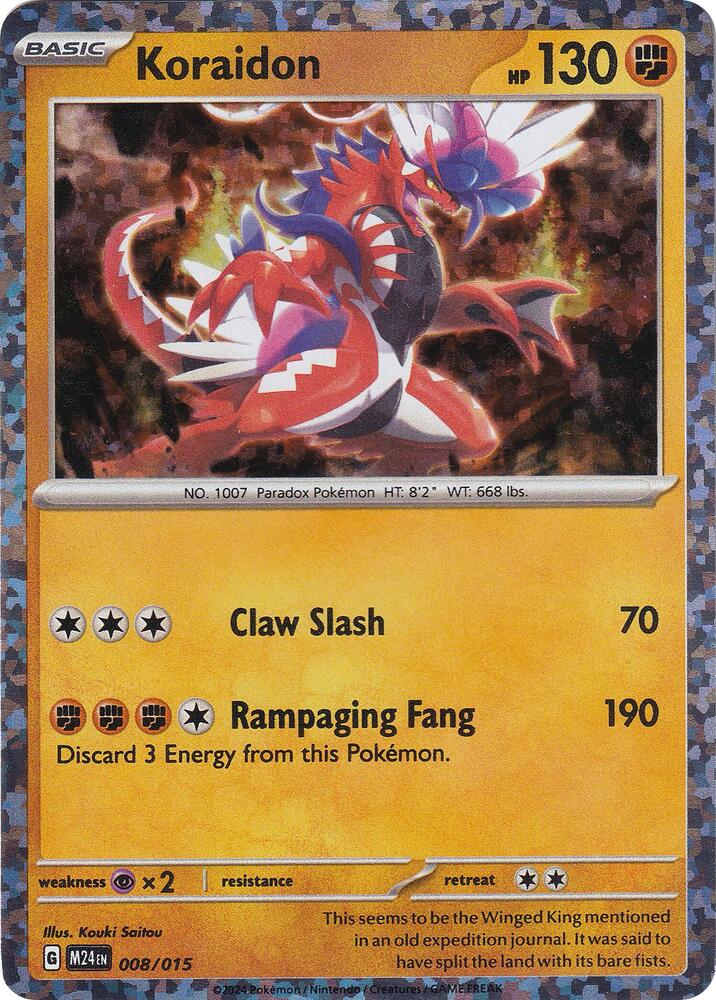 BASIC
Koraidon
HP 130
NO. 1007 Paradox Pokémon HT: 8'2" WT: 668 lbs.
Claw Slash 70
Rampaging Fang 190
Discard 3 Energy from this Pokémon.
weakness ×2 resistance retreat
This seems to be the Winged King mentioned
in an old expedition journal. It was said to
have split the land with its bare fists.
Illus. Kouki Saitou
G M24 EN 008/015
©2024 Pokémon / Nintendo / Creatures / GAME FREAK